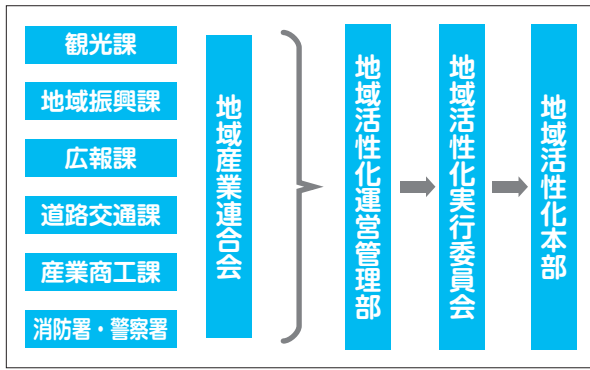 観光課
地域振興課
広報課
道路交通課
産業商工課
消防署・警察署
地域産業連合会
地域活性化運営管理部
地域活性化実行委員会
地域活性化本部